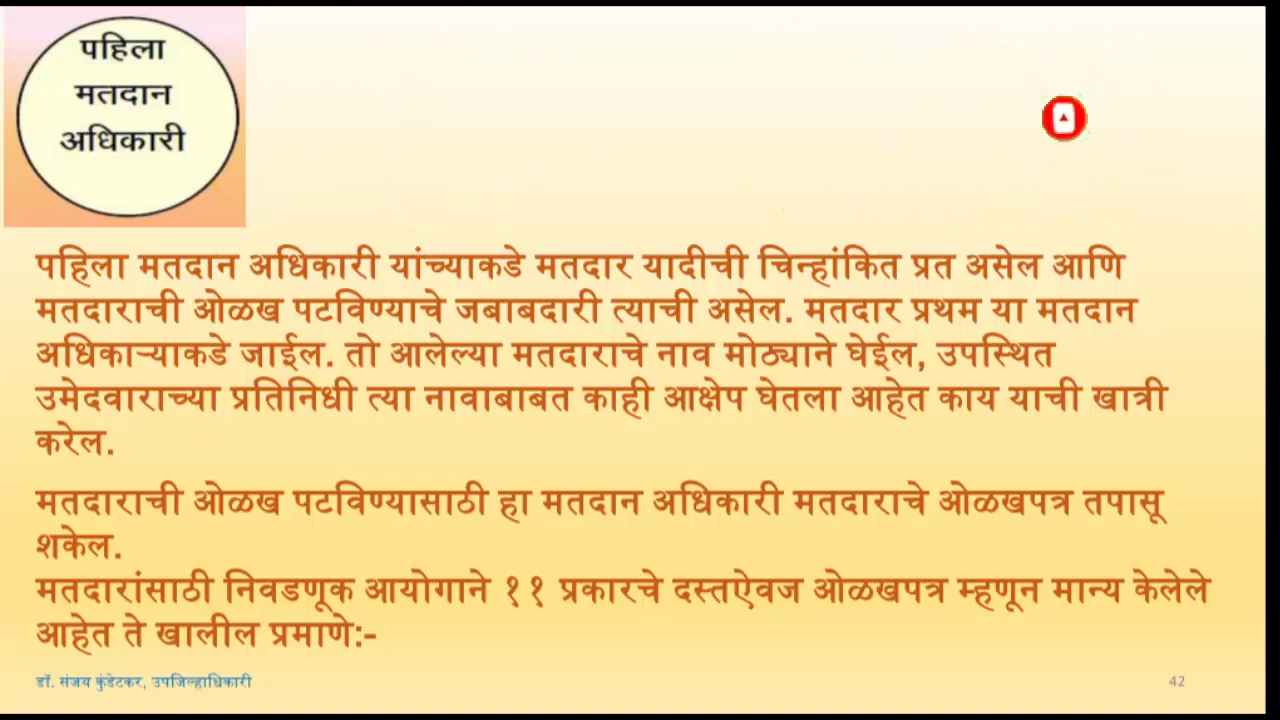 पहिला
मतदान
अधिकारी
पहिला मतदान अधिकारी यांच्याकडे मतदार यादीची चिन्हांकित प्रत असेल आणि
मतदाराची ओळख पटविण्याचे जबाबदारी त्याची असेल. मतदार प्रथम या मतदान
अधिकाऱ्याकडे जाईल. तो आलेल्या मतदाराचे नाव मोठ्याने घेईल, उपस्थित
उमेदवाराच्या प्रतिनिधी त्या नावाबाबत काही आक्षेप घेतला आहेत काय याची खात्री
करेल.
मतदाराची ओळख पटविण्यासाठी हा मतदान अधिकारी मतदाराचे ओळखपत्र तपासू
शकेल.
मतदारांसाठी निवडणूक आयोगाने ११ प्रकारचे दस्तऐवज ओळखपत्र म्हणून मान्य केलेले
आहेत ते खालील प्रमाणे:-
डॉ. संजय कुंडेटकर, उपजिल्हाधिकारी
42